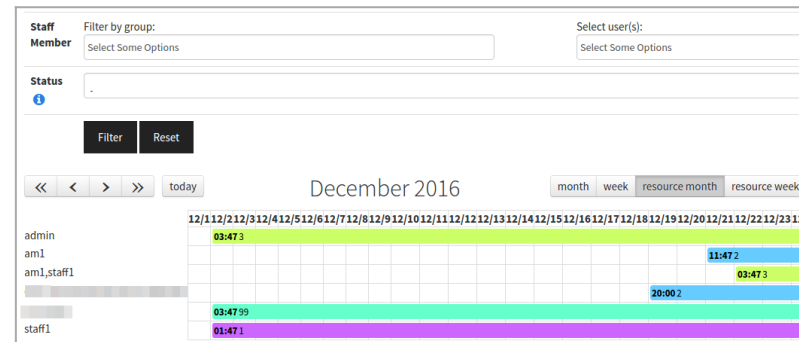 Staff Member
Filter by group:
Select user(s):
Select Some Options
Select Some Options
Status
-
Filter
Reset
today
December 2016
month
week
resource month
resource week
12/1 12/2 12/3 12/4 12/5 12/6 12/7 12/8 12/9 12/10 12/11 12/12 12/13 12/14 12/15 12/16 12/17 12/18 12/19 12/20 12/21 12/22 12/23
admin
03:47 3
am1
11:47 2
am1,staff1
03:47 3
20:00 2
03:47 99
staff1
01:47 1